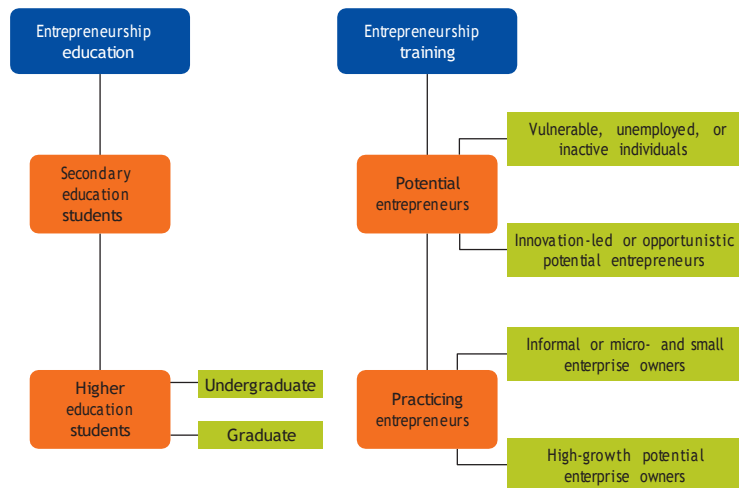 Entrepreneurship
education
Secondary
education
students
Higher
education
students
Undergraduate
Graduate
Entrepreneurship
training
Potential
entrepreneurs
Vulnerable, unemployed, or
inactive individuals
Innovation-led or opportunistic
potential entrepreneurs
Practicing
entrepreneurs
Informal or micro- and small
enterprise owners
High-growth potential
enterprise owners